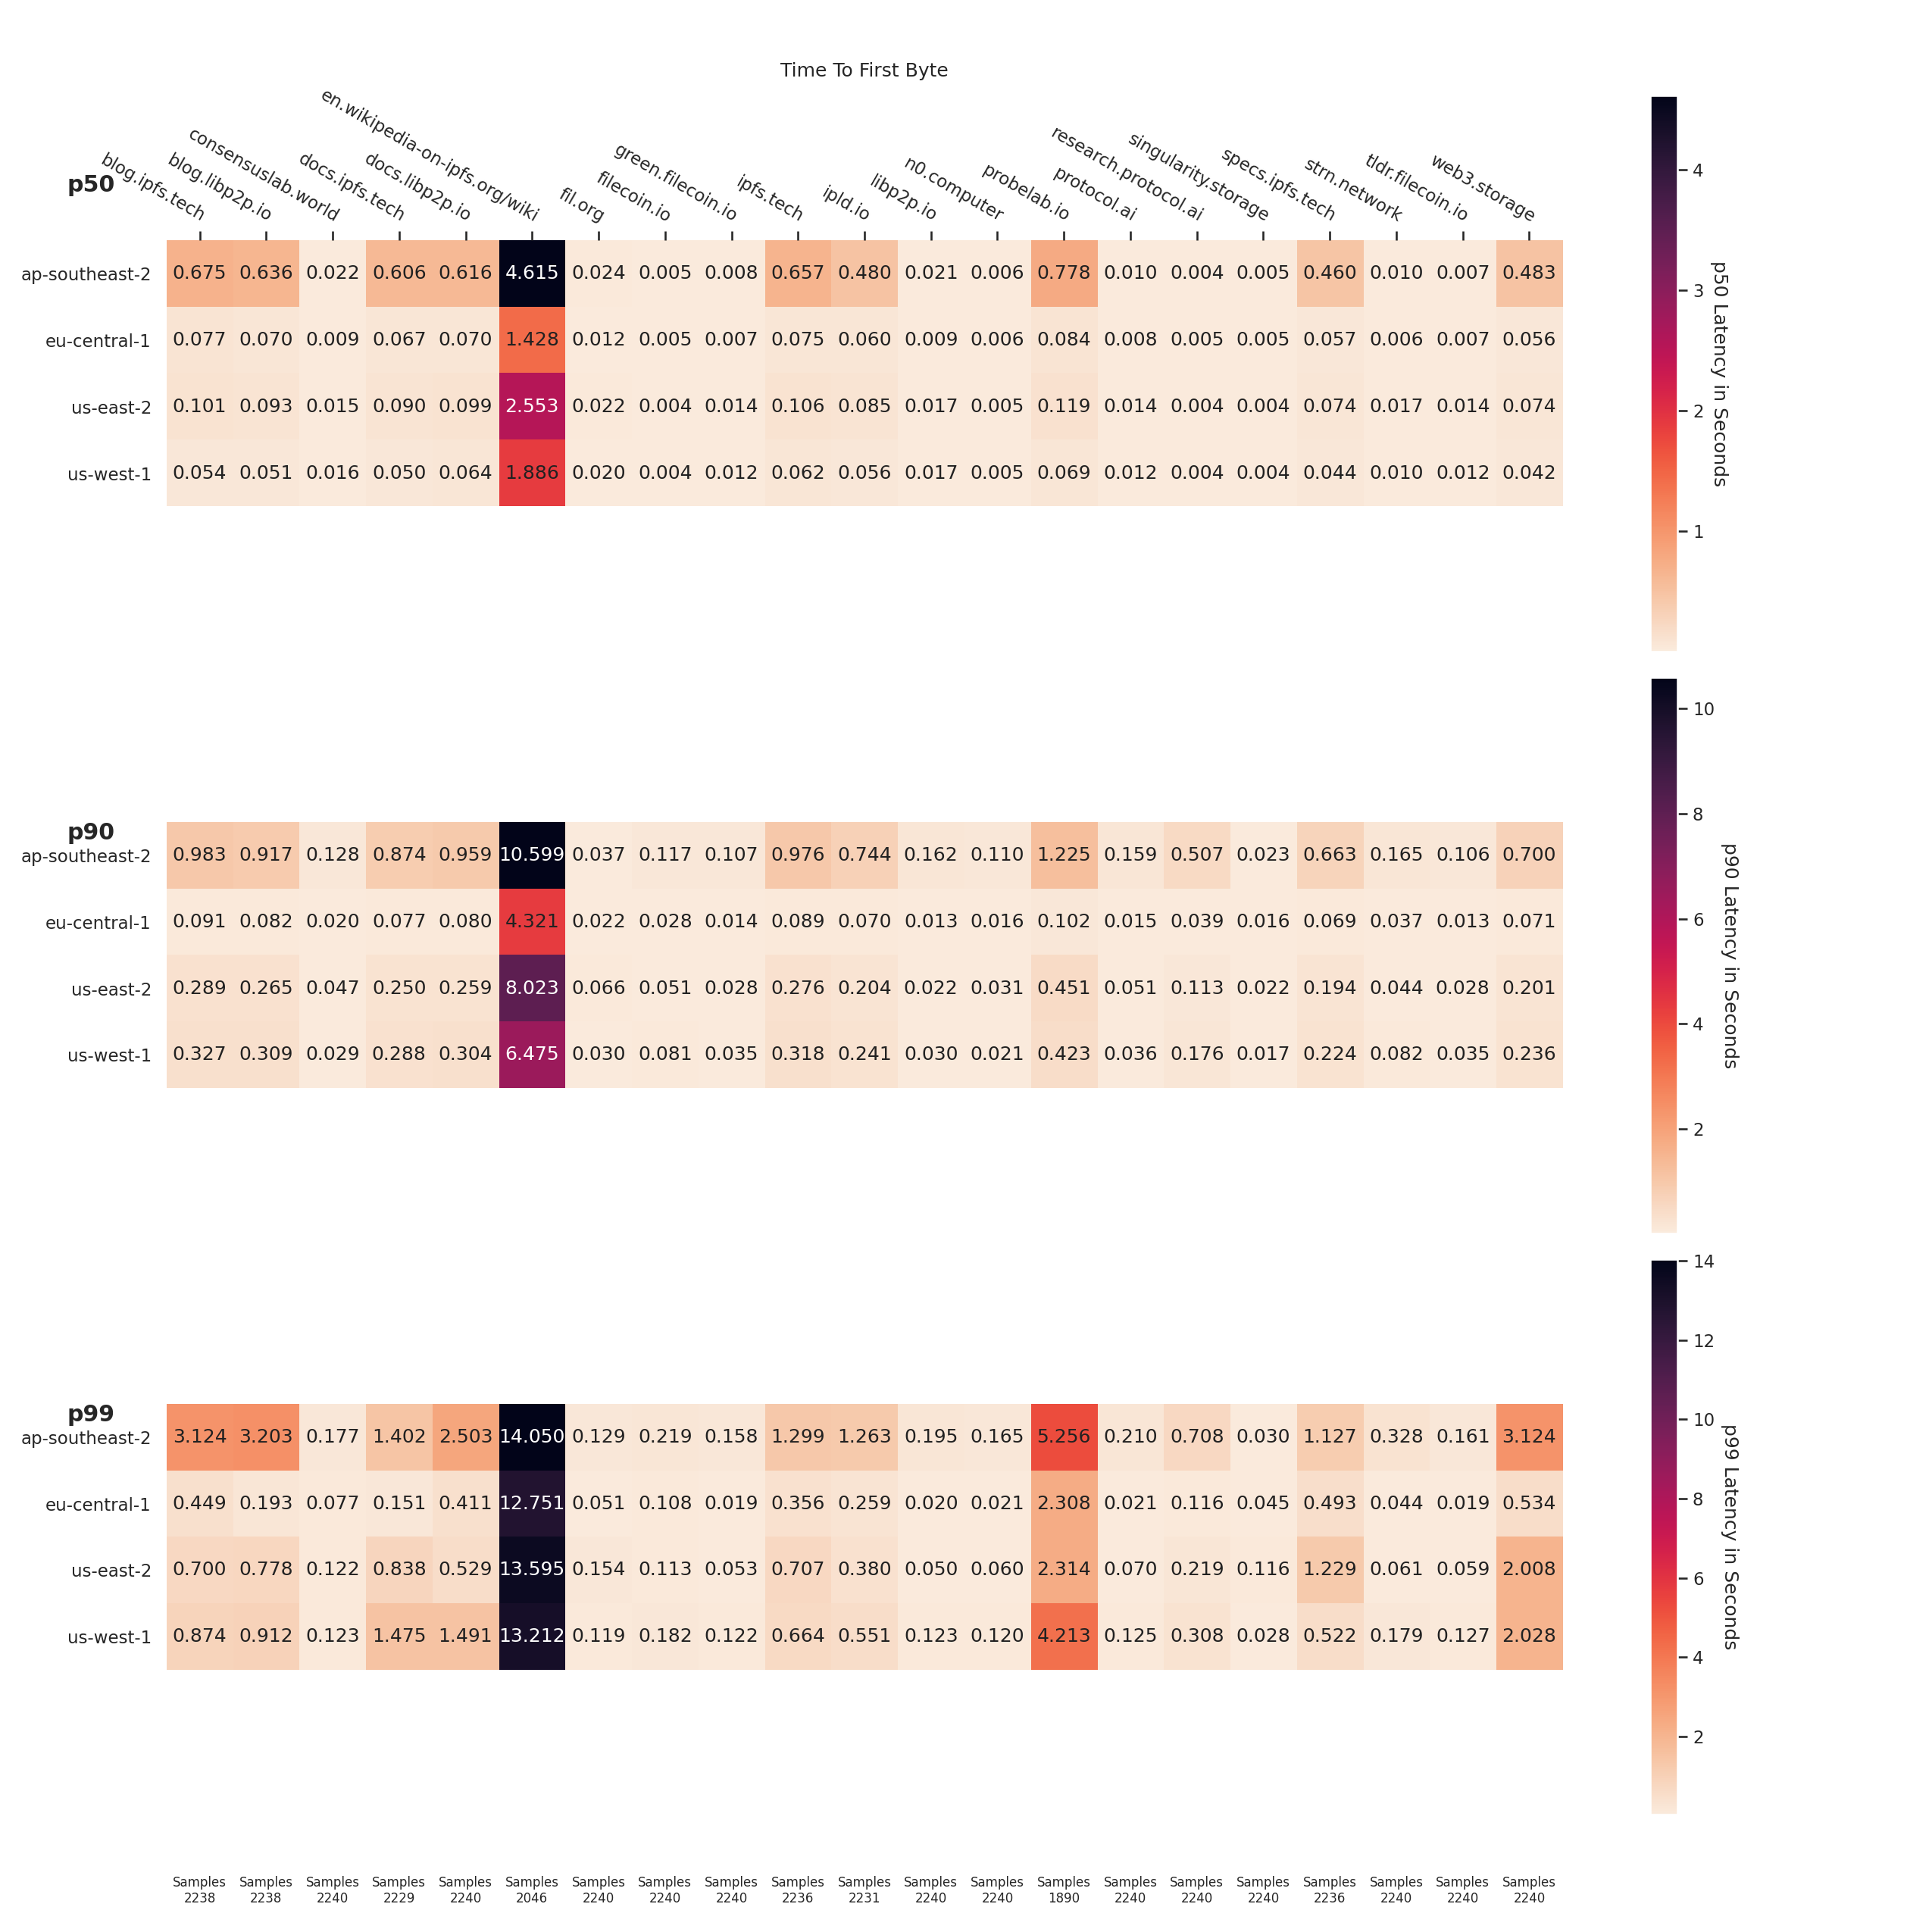 Time To First Byte
p50
blog.ipfs.tech
blog.libp2p.io
consensuslab.world
docs.ipfs.tech
docs.libp2p.io
en.wikipedia-on-ipfs.org/wiki
fil.org
filecoin.io
green.filecoin.io
ipfs.tech
ipld.io
libp2p.io
n0.computer
probelab.io
protocol.ai
research.protocol.ai
singularity.storage
specs.ipfs.tech
strn.network
tldr.filecoin.io
web3.storage
ap-southeast-2 0.675 0.636 0.022 0.606 0.616 4.615 0.024 0.005 0.008 0.657 0.480 0.021 0.006 0.778 0.010 0.004 0.005 0.460 0.010 0.007 0.483
eu-central-1 0.077 0.070 0.009 0.067 0.070 1.428 0.012 0.005 0.007 0.075 0.060 0.009 0.006 0.084 0.008 0.005 0.005 0.057 0.006 0.007 0.056
us-east-2 0.101 0.093 0.015 0.090 0.099 2.553 0.022 0.004 0.014 0.106 0.085 0.017 0.005 0.119 0.014 0.004 0.004 0.074 0.017 0.014 0.074
us-west-1 0.054 0.051 0.016 0.050 0.064 1.886 0.020 0.004 0.012 0.062 0.056 0.017 0.005 0.069 0.012 0.004 0.004 0.044 0.010 0.012 0.042
4
3
2
1
p50 Latency in Seconds
p90
ap-southeast-2 0.983 0.917 0.128 0.874 0.959 10.599 0.037 0.117 0.107 0.976 0.744 0.162 0.110 1.225 0.159 0.507 0.023 0.663 0.165 0.106 0.700
eu-central-1 0.091 0.082 0.020 0.077 0.080 4.321 0.022 0.028 0.014 0.089 0.070 0.013 0.016 0.102 0.015 0.039 0.016 0.069 0.037 0.013 0.071
us-east-2 0.289 0.265 0.047 0.250 0.259 8.023 0.066 0.051 0.028 0.276 0.204 0.022 0.031 0.451 0.051 0.113 0.022 0.194 0.044 0.028 0.201
us-west-1 0.327 0.309 0.029 0.288 0.304 6.475 0.030 0.081 0.035 0.318 0.241 0.030 0.021 0.423 0.036 0.176 0.017 0.224 0.082 0.035 0.236
10
8
6
4
2
p90 Latency in Seconds
p99
ap-southeast-2 3.124 3.203 0.177 1.402 2.503 14.050 0.129 0.219 0.158 1.299 1.263 0.195 0.165 5.256 0.210 0.708 0.030 1.127 0.328 0.161 3.124
eu-central-1 0.449 0.193 0.077 0.151 0.411 12.751 0.051 0.108 0.019 0.356 0.259 0.020 0.021 2.308 0.021 0.116 0.045 0.493 0.044 0.019 0.534
us-east-2 0.700 0.778 0.122 0.838 0.529 13.595 0.154 0.113 0.053 0.707 0.380 0.050 0.060 2.314 0.070 0.219 0.116 1.229 0.061 0.059 2.008
us-west-1 0.874 0.912 0.123 1.475 1.491 13.212 0.119 0.182 0.122 0.664 0.551 0.123 0.120 4.213 0.125 0.308 0.028 0.522 0.179 0.127 2.028
14
12
10
8
6
4
2
p99 Latency in Seconds
Samples Samples Samples Samples Samples Samples Samples Samples Samples Samples Samples Samples Samples Samples Samples Samples Samples Samples Samples Samples Samples
2238 2238 2240 2229 2240 2046 2240 2240 2240 2236 2231 2240 2240 1890 2240 2240 2240 2236 2240 2240 2240